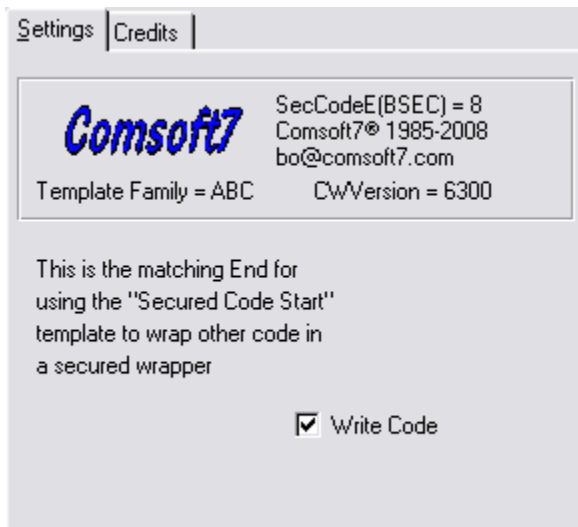 Settings Credits
Comsoft7
SecCodeE(BSEC) = 8
Comsoft7® 1985-2008
bo@comsoft7.com
Template Family = ABC CwVersion = 6300
This is the matching End for
using the "Secured Code Start"
template to wrap other code in
a secured wrapper
Write Code